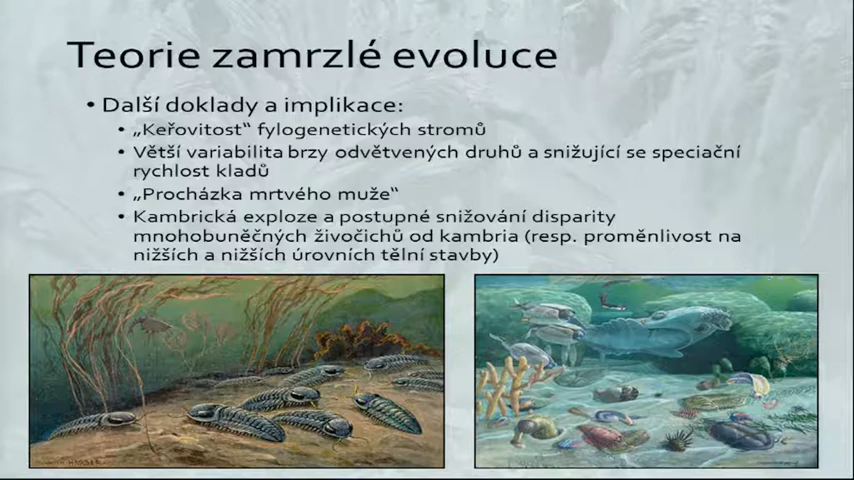 Teorie zamrzlé evoluce
• Další doklady a implikace:
• „Keřovitost“ fylogenetických stromů
• Větší variabilita brzy odvětvených druhů a snižující se speciační
rychlost kladů
• „Procházka mrtvého muže“
• Kambrická exploze a postupné snižování disparity
mnohobuněčných živočichů od kambria (resp. proměnlivost na
nižších a nižších úrovních tělní stavby)